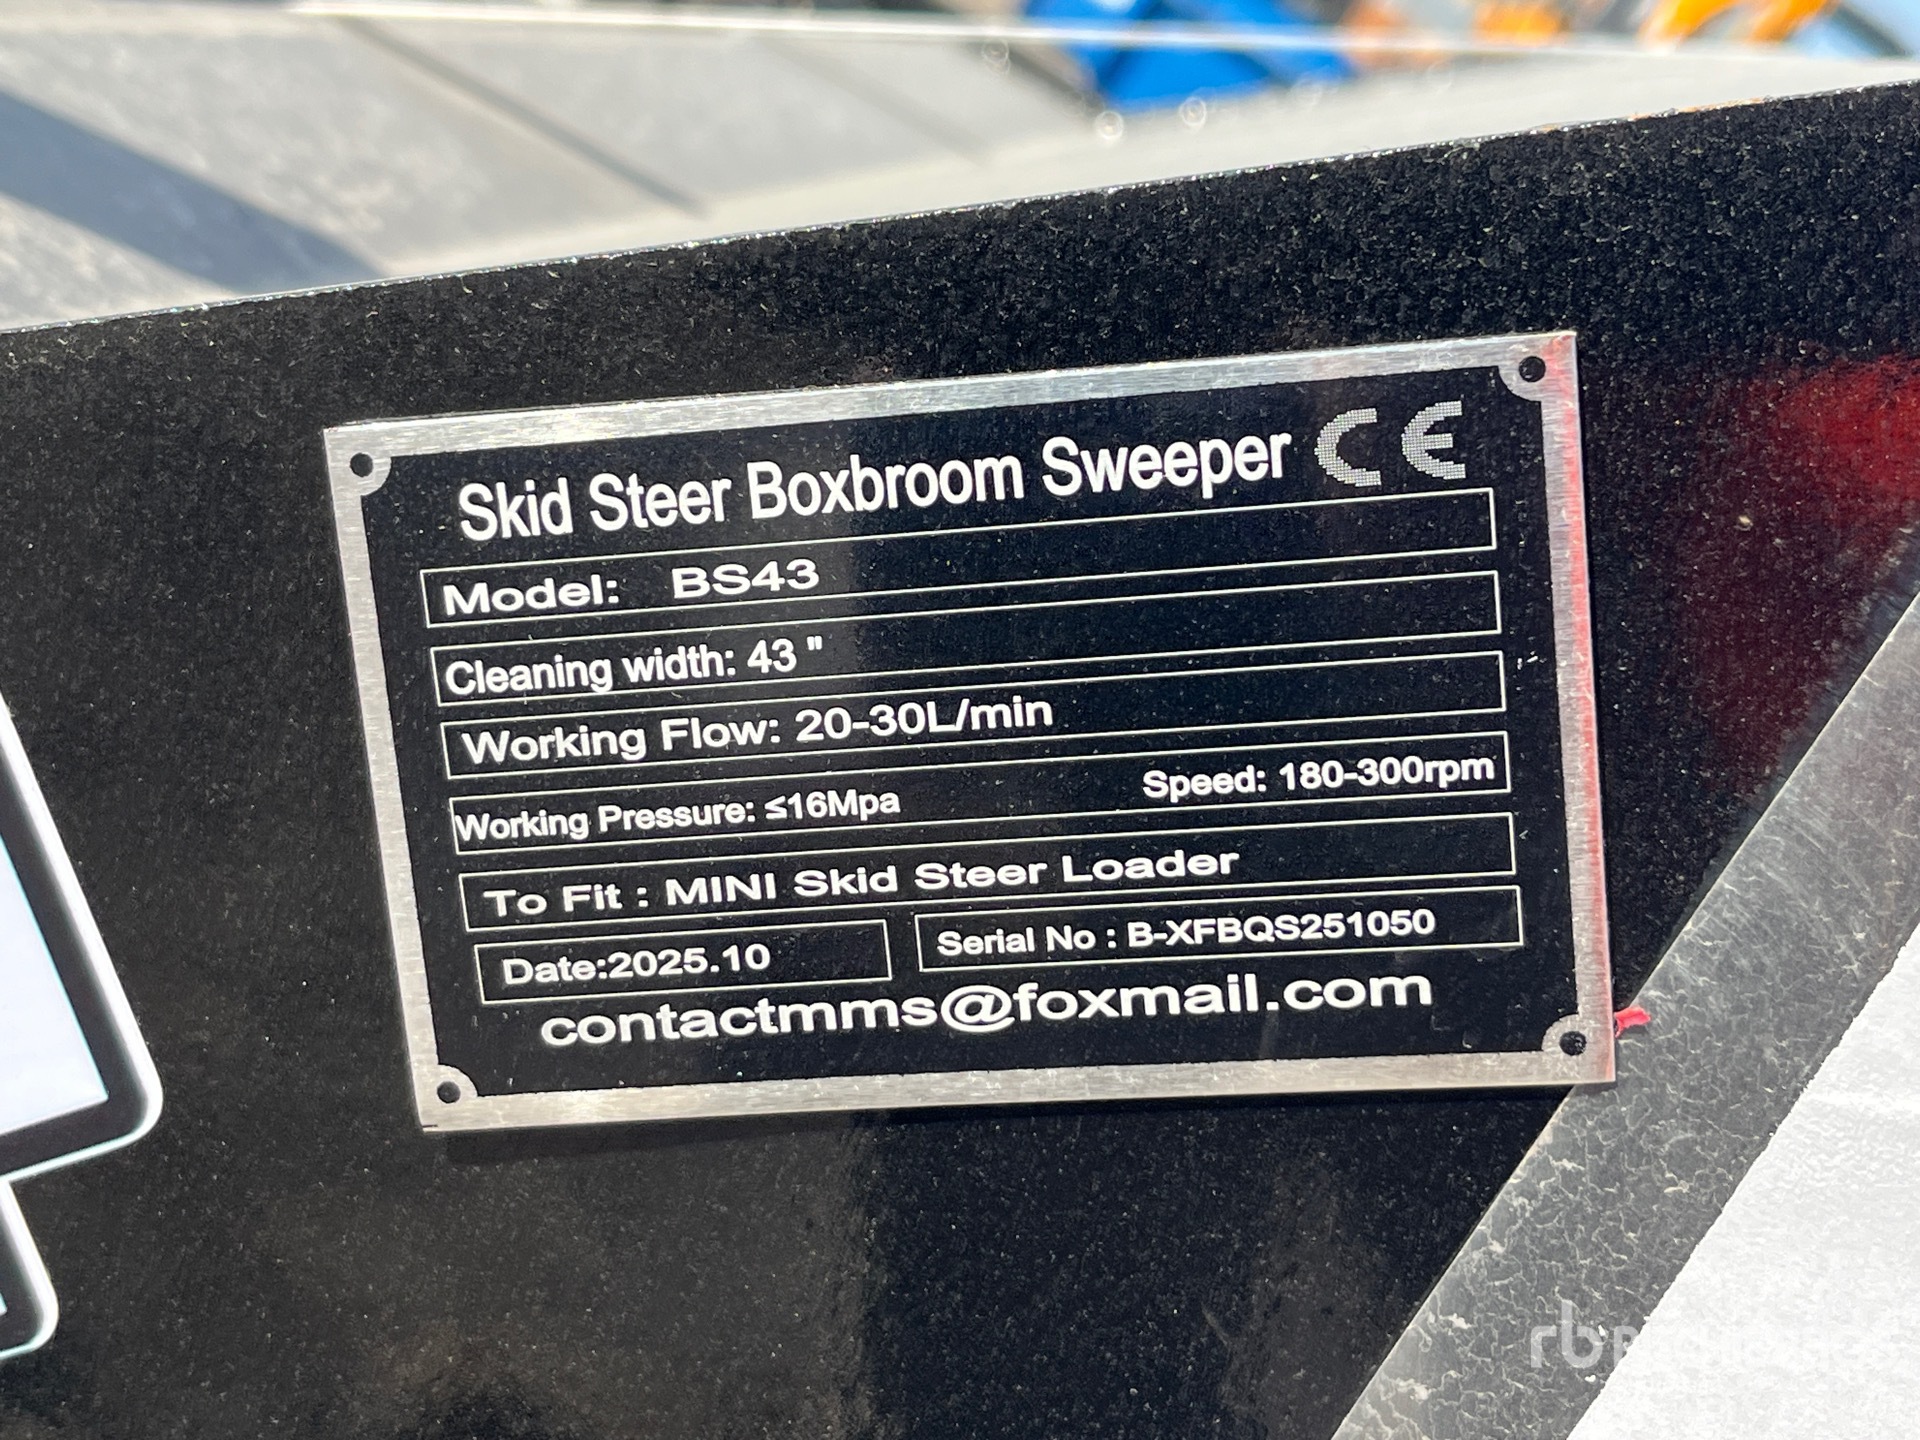 Skid Steer Boxbroom Sweeper CE
Model: BS43
Cleaning width: 43 "
Working Flow: 20-30L/min
Working Pressure: ≤16Mpa Speed: 180-300rpm
To Fit : MINI Skid Steer Loader
Date:2025.10 Serial No : B-XFBQS251050
contactmms@foxmail.com
rb